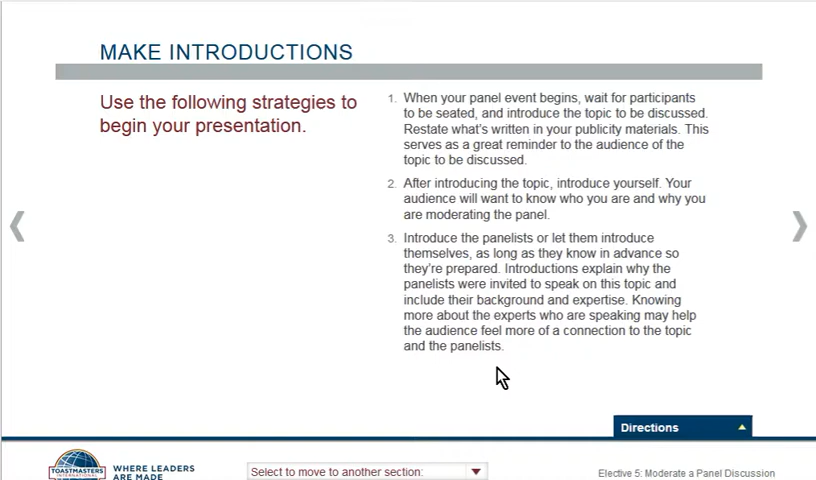 MAKE INTRODUCTIONS
Use the following strategies to
begin your presentation.
1. When your panel event begins, wait for participants
to be seated, and introduce the topic to be discussed.
Restate what's written in your publicity materials. This
serves as a great reminder to the audience of the
topic to be discussed.
2. After introducing the topic, introduce yourself. Your
audience will want to know who you are and why you
are moderating the panel.
3. Introduce the panelists or let them introduce
themselves, as long as they know in advance so
they're prepared. Introductions explain why the
panelists were invited to speak on this topic and
include their background and expertise. Knowing
more about the experts who are speaking may help
the audience feel more of a connection to the topic
and the panelists.
Directions
TOASTMASTERS
INTERNATIONAL
WHERE LEADERS
ARE MADE
Select to move to another section:
Elective 5: Moderate a Panel Discussion